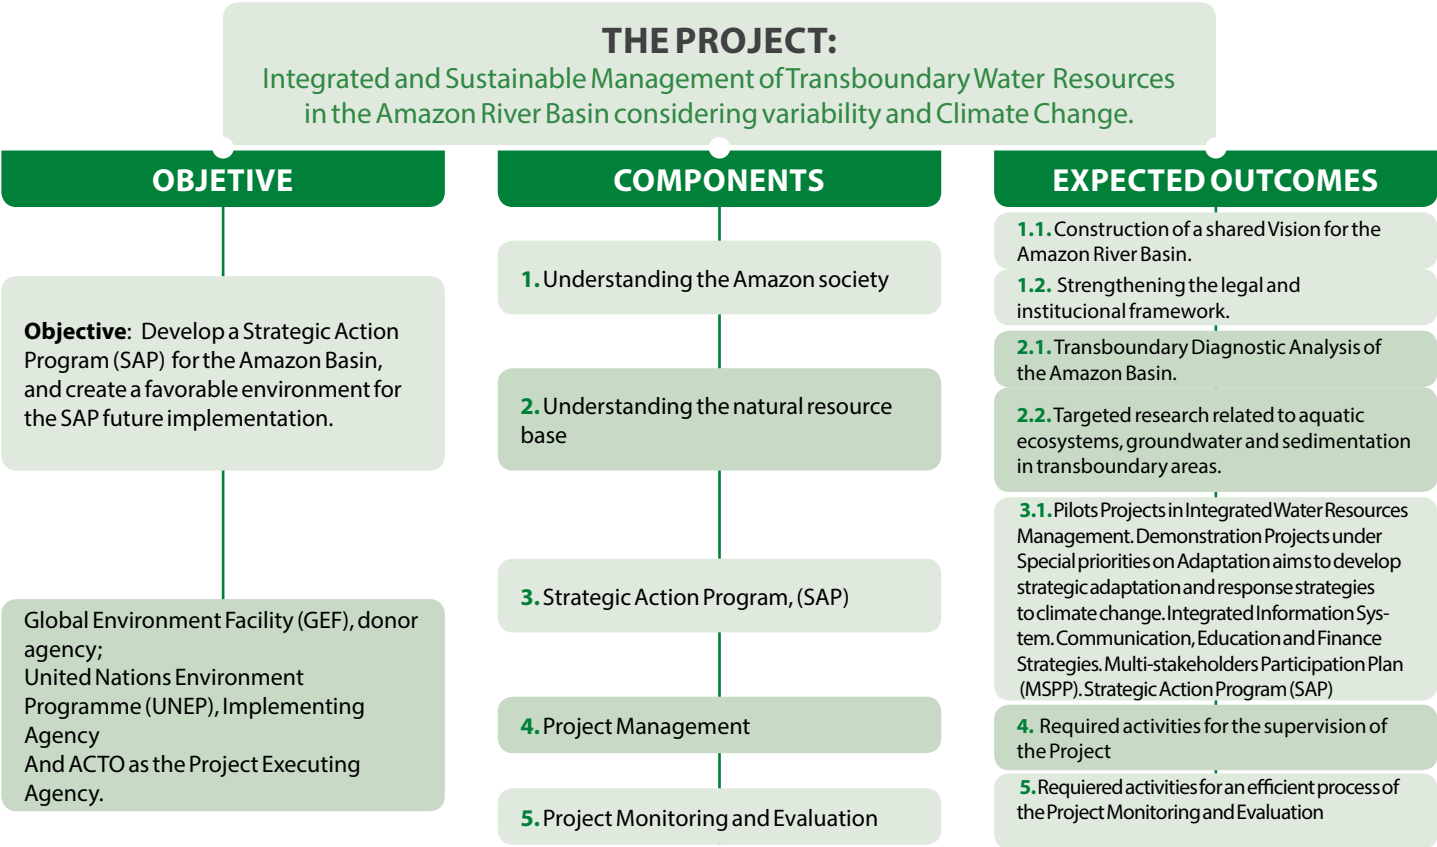 THE PROJECT:
Integrated and Sustainable Management of Transboundary Water Resources
in the Amazon River Basin considering variability and Climate Change.
OBJETIVE
Objective: Develop a Strategic Action
Program (SAP) for the Amazon Basin,
and create a favorable environment for
the SAP future implementation.
Global Environment Facility (GEF), donor
agency;
United Nations Environment
Programme (UNEP), Implementing
Agency
And ACTO as the Project Executing
Agency.
COMPONENTS
1. Understanding the Amazon society
2. Understanding the natural resource
base
3. Strategic Action Program, (SAP)
4. Project Management
5. Project Monitoring and Evaluation
EXPECTED OUTCOMES
1.1. Construction of a shared Vision for the
Amazon River Basin.
1.2. Strengthening the legal and
institucional framework.
2.1. Transboundary Diagnostic Analysis of
the Amazon Basin.
2.2. Targeted research related to aquatic
ecosystems, groundwater and sedimentation
in transboundary areas.
3.1. Pilots Projects in Integrated Water Resources
Management. Demonstration Projects under
Special priorities on Adaptation aims to develop
strategic adaptation and response strategies
to climate change. Integrated Information Sys-
tem. Communication, Education and Finance
Strategies. Multi-stakeholders Participation Plan
(MSPP). Strategic Action Program (SAP)
4. Required activities for the supervision of
the Project
5. Requiered activities for an efficient process of
the Project Monitoring and Evaluation